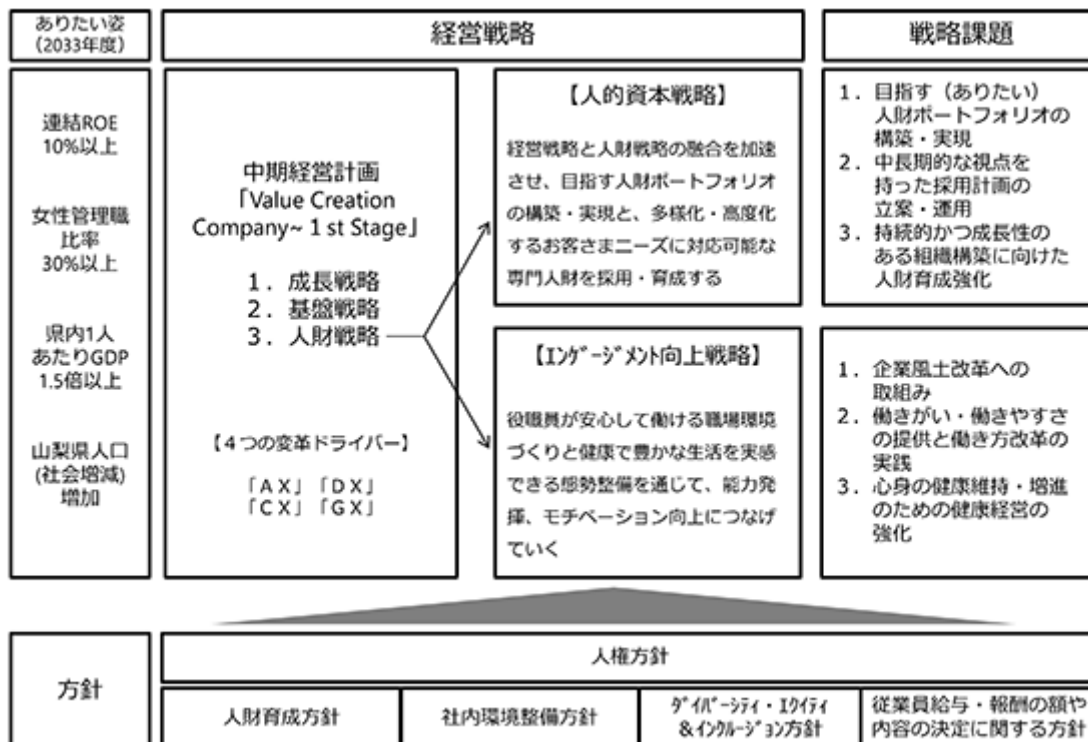 ありたい姿
(2033年度)
経営戦略
戦略課題
連結ROE
10%以上
女性管理職
比率
30%以上
県内1人
あたりGDP
1.5倍以上
山梨県人口
(社会増減)
増加
中期経営計画
「Value Creation
Company~ 1 st Stage」
1．成長戦略
2．基盤戦略
3．人財戦略
【４つの変革ドライバー】
「ＡＸ」「ＤＸ」
「ＣＸ」「ＧＸ」
【人的資本戦略】
経営戦略と人財戦略の融合を加速
させ、目指す人財ポートフォリオ
の構築・実現と、多様化・高度化
するお客さまニーズに対応可能な
専門人財を採用・育成する
【ｴﾝｹﾞｰｼﾞﾒﾝﾄ向上戦略】
役職員が安心して働ける職場環境
づくりと健康で豊かな生活を実感
できる態勢整備を通じて、能力発
揮、モチベーション向上につなげ
ていく
1．目指す（ありたい）
人財ポートフォリオの
構築・実現
2．中長期的な視点を
持った採用計画の
立案・運用
3．持続的かつ成長性の
ある組織構築に向けた
人財育成強化
1．企業風土改革への
取組み
2．働きがい・働きやすさ
の提供と働き方改革の
実践
3．心身の健康維持・増進
のための健康経営の
強化
方針
人権方針
人財育成方針
社内環境整備方針
ﾀﾞｲﾊﾞｰｼﾃｨ・ｴｸｲﾃｨ
&ｲﾝｸﾙｰｼﾞｮﾝ方針
従業員給与・報酬の額や
内容の決定に関する方針